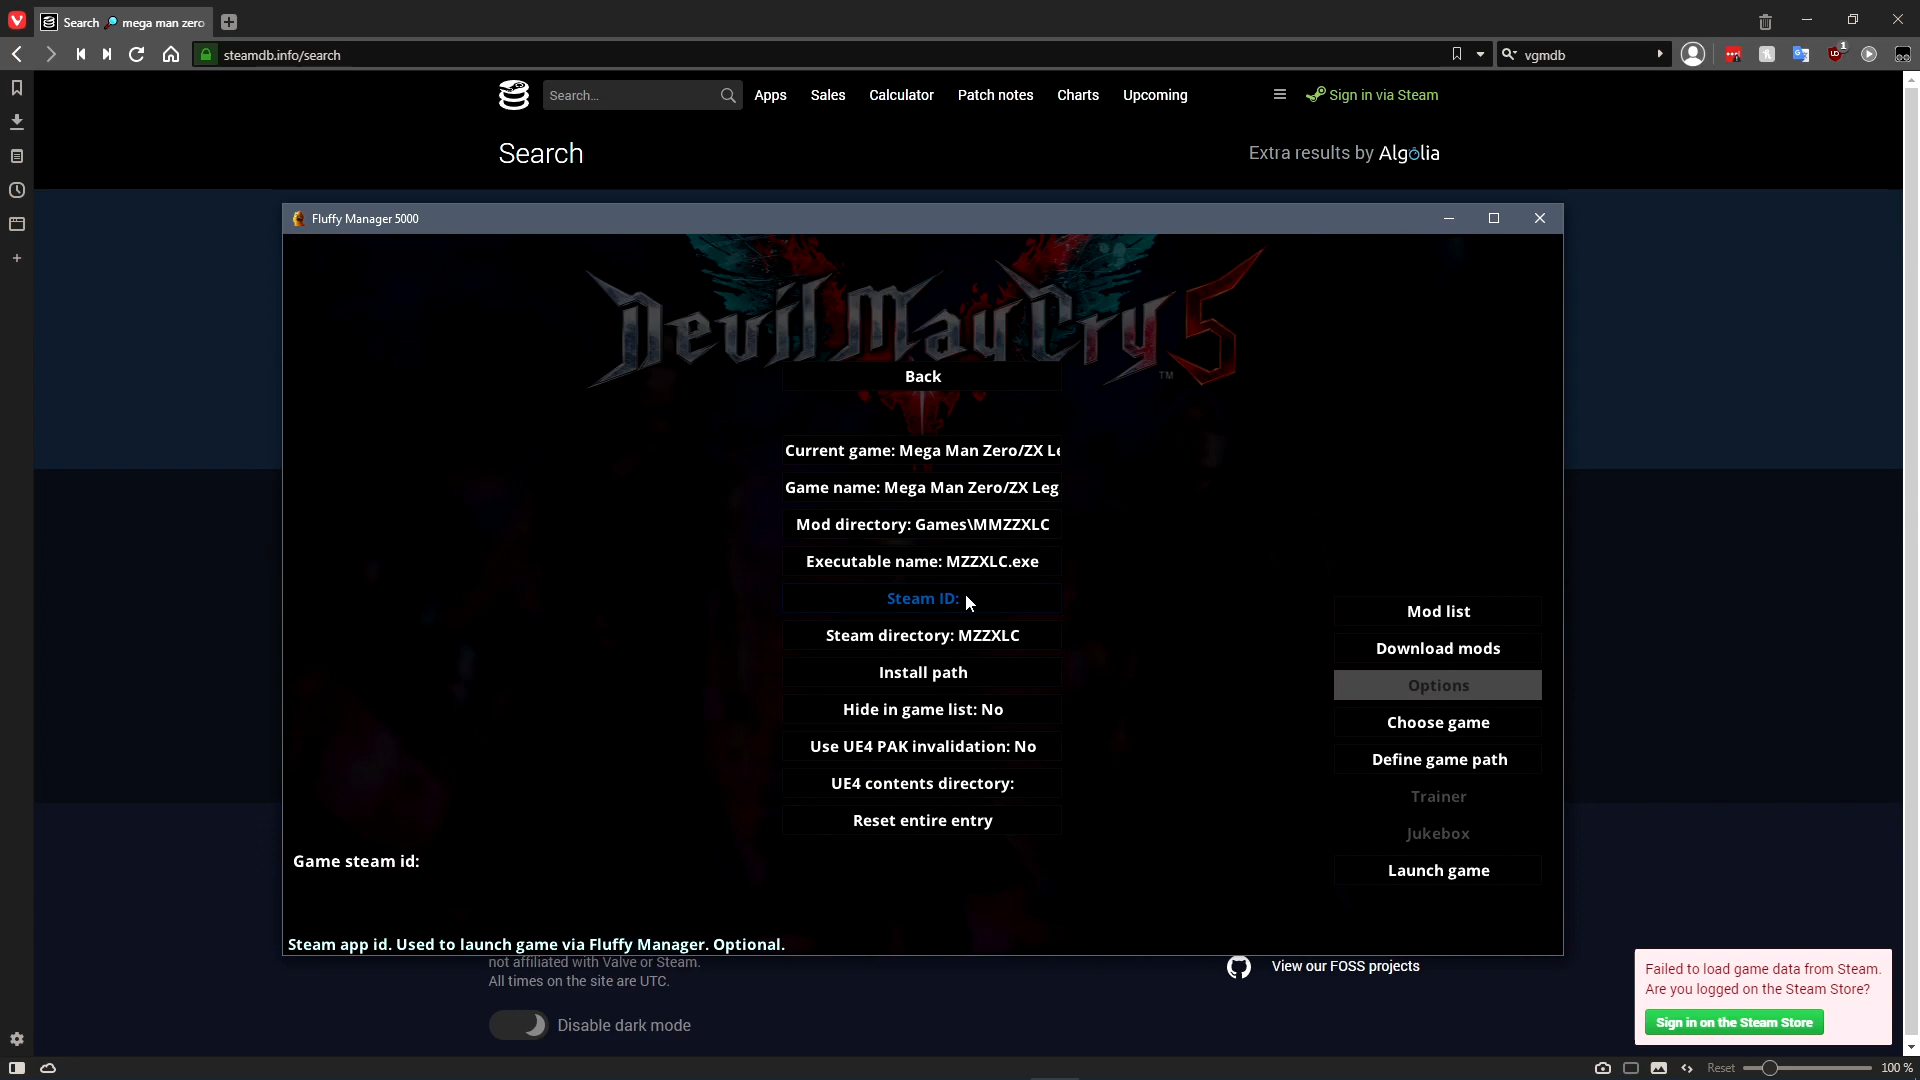 Search 🔎 mega man zero
steamdb.info/search
vgmdb
1
Search...
Apps
Sales
Calculator
Patch notes
Charts
Upcoming
Sign in via Steam
Search
Extra results by Algolia
Fluffy Manager 5000
Devil May Cry 5
TM
Back
Current game: Mega Man Zero/ZX Le
Game name: Mega Man Zero/ZX Leg
Mod directory: Games\MMZZXLC
Executable name: MZZXLC.exe
Steam ID:
Steam directory: MZZXLC
Install path
Hide in game list: No
Use UE4 PAK invalidation: No
UE4 contents directory:
Reset entire entry
Mod list
Download mods
Options
Choose game
Define game path
Trainer
Jukebox
Launch game
Game steam id:
Steam app id. Used to launch game via Fluffy Manager. Optional.
not affiliated with Valve or Steam.
All times on the site are UTC.
View our FOSS projects
Disable dark mode
Failed to load game data from Steam.
Are you logged on the Steam Store?
Sign in on the Steam Store
Reset
100 %